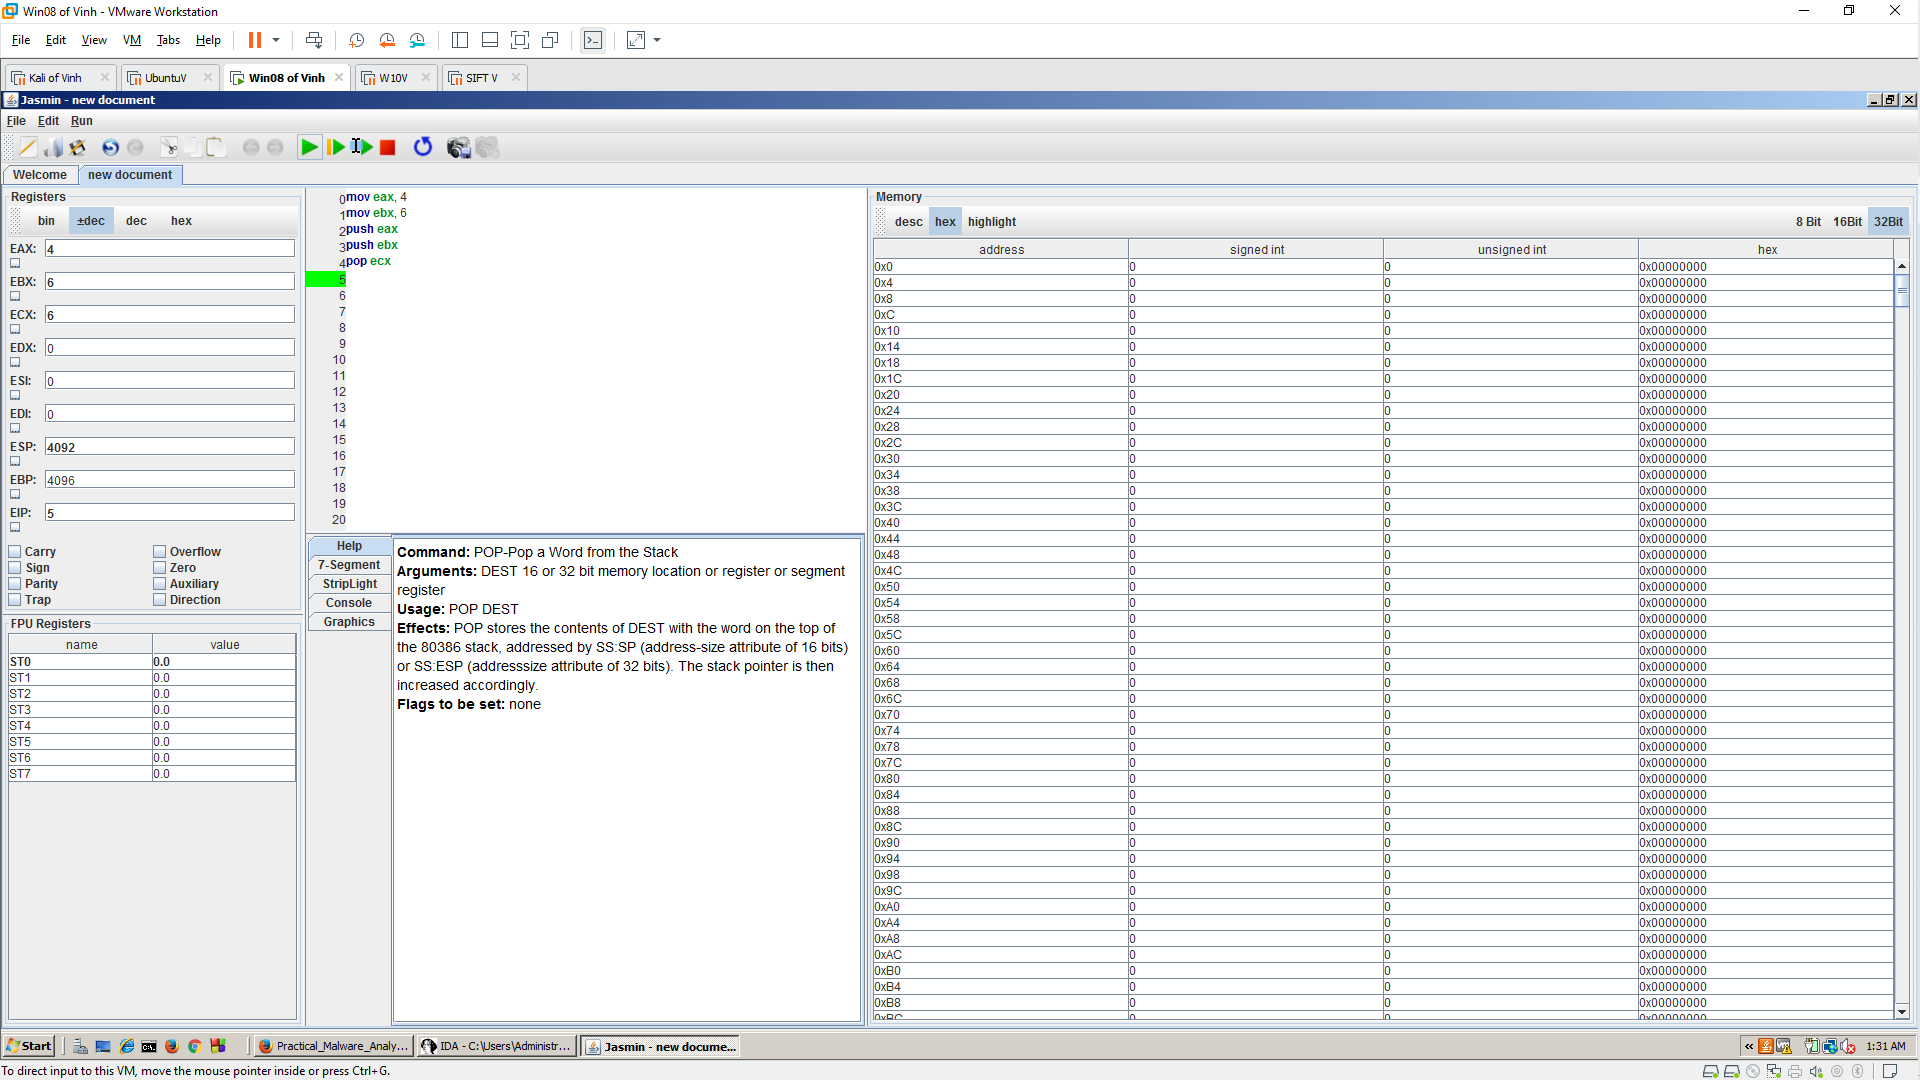 Win08 of Vinh - VMware Workstation
File Edit View VM Tabs Help
Kali of Vinh UbuntuV Win08 of Vinh W10V SIFT V
Jasmin - new document
File Edit Run
Welcome new document
Registers
bin ±dec dec hex
EAX: 4
EBX: 6
ECX: 6
EDX: 0
ESI: 0
EDI: 0
ESP: 4092
EBP: 4096
EIP: 5
Carry Overflow
Sign Zero
Parity Auxiliary
Trap Direction
FPU Registers
name value
ST0 0.0
ST1 0.0
ST2 0.0
ST3 0.0
ST4 0.0
ST5 0.0
ST6 0.0
ST7 0.0
0 mov eax, 4
1 mov ebx, 6
2 push eax
3 push ebx
4 pop ecx
5
6
7
8
9
10
11
12
13
14
15
16
17
18
19
20
Help
7-Segment
StripLight
Console
Graphics
Command: POP-Pop a Word from the Stack
Arguments: DEST 16 or 32 bit memory location or register or segment
register
Usage: POP DEST
Effects: POP stores the contents of DEST with the word on the top of
the 80386 stack, addressed by SS:SP (address-size attribute of 16 bits)
or SS:ESP (addresssize attribute of 32 bits). The stack pointer is then
increased accordingly.
Flags to be set: none
Memory
desc hex highlight 8 Bit 16Bit 32Bit
address signed int unsigned int hex
0x0 0 0 0x00000000
0x4 0 0 0x00000000
0x8 0 0 0x00000000
0xC 0 0 0x00000000
0x10 0 0 0x00000000
0x14 0 0 0x00000000
0x18 0 0 0x00000000
0x1C 0 0 0x00000000
0x20 0 0 0x00000000
0x24 0 0 0x00000000
0x28 0 0 0x00000000
0x2C 0 0 0x00000000
0x30 0 0 0x00000000
0x34 0 0 0x00000000
0x38 0 0 0x00000000
0x3C 0 0 0x00000000
0x40 0 0 0x00000000
0x44 0 0 0x00000000
0x48 0 0 0x00000000
0x4C 0 0 0x00000000
0x50 0 0 0x00000000
0x54 0 0 0x00000000
0x58 0 0 0x00000000
0x5C 0 0 0x00000000
0x60 0 0 0x00000000
0x64 0 0 0x00000000
0x68 0 0 0x00000000
0x6C 0 0 0x00000000
0x70 0 0 0x00000000
0x74 0 0 0x00000000
0x78 0 0 0x00000000
0x7C 0 0 0x00000000
0x80 0 0 0x00000000
0x84 0 0 0x00000000
0x88 0 0 0x00000000
0x8C 0 0 0x00000000
0x90 0 0 0x00000000
0x94 0 0 0x00000000
0x98 0 0 0x00000000
0x9C 0 0 0x00000000
0xA0 0 0 0x00000000
0xA4 0 0 0x00000000
0xA8 0 0 0x00000000
0xAC 0 0 0x00000000
0xB0 0 0 0x00000000
0xB4 0 0 0x00000000
0xB8 0 0 0x00000000
0xBC 0 0 0x00000000
Start Practical_Malware_Analy... IDA - C:\Users\Administr... Jasmin - new docume... « 1:31 AM
To direct input to this VM, move the mouse pointer inside or press Ctrl+G.